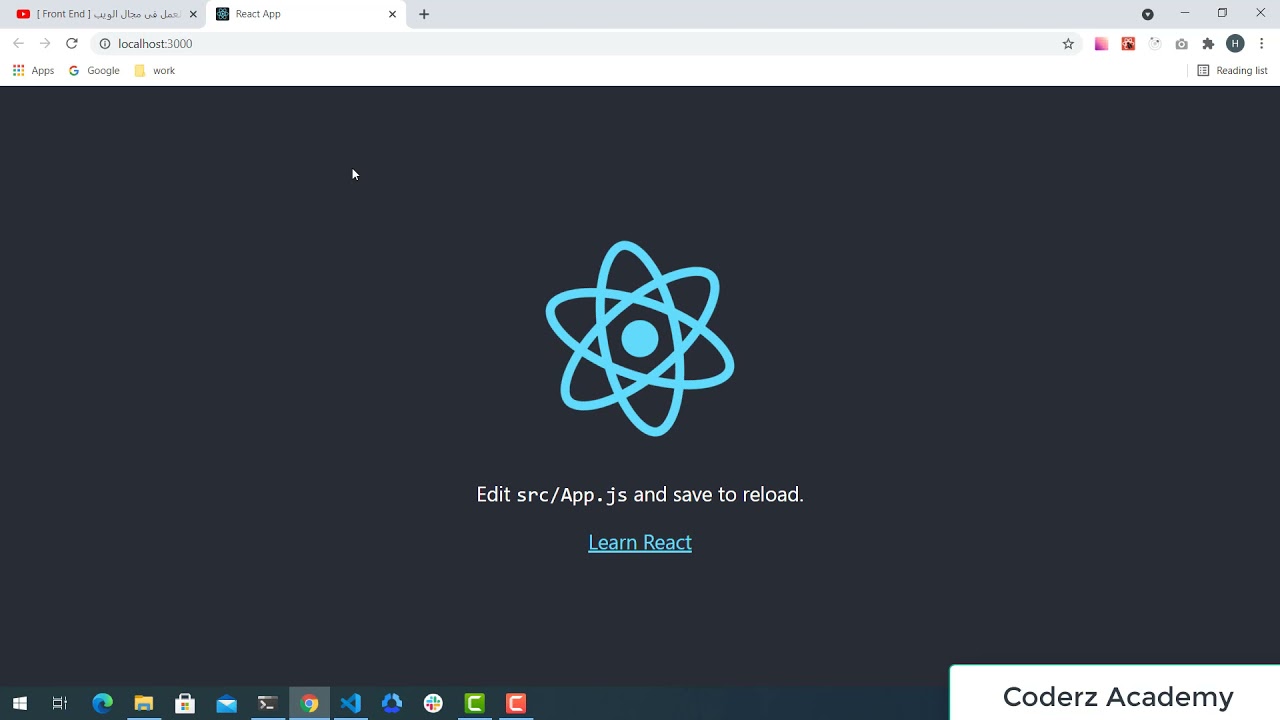 [ Front End ] العمل فى مجال الويب
React App
localhost:3000
H
Apps
Google
work
Reading list
Edit src/App.js and save to reload.
Learn React
Coderz Academy